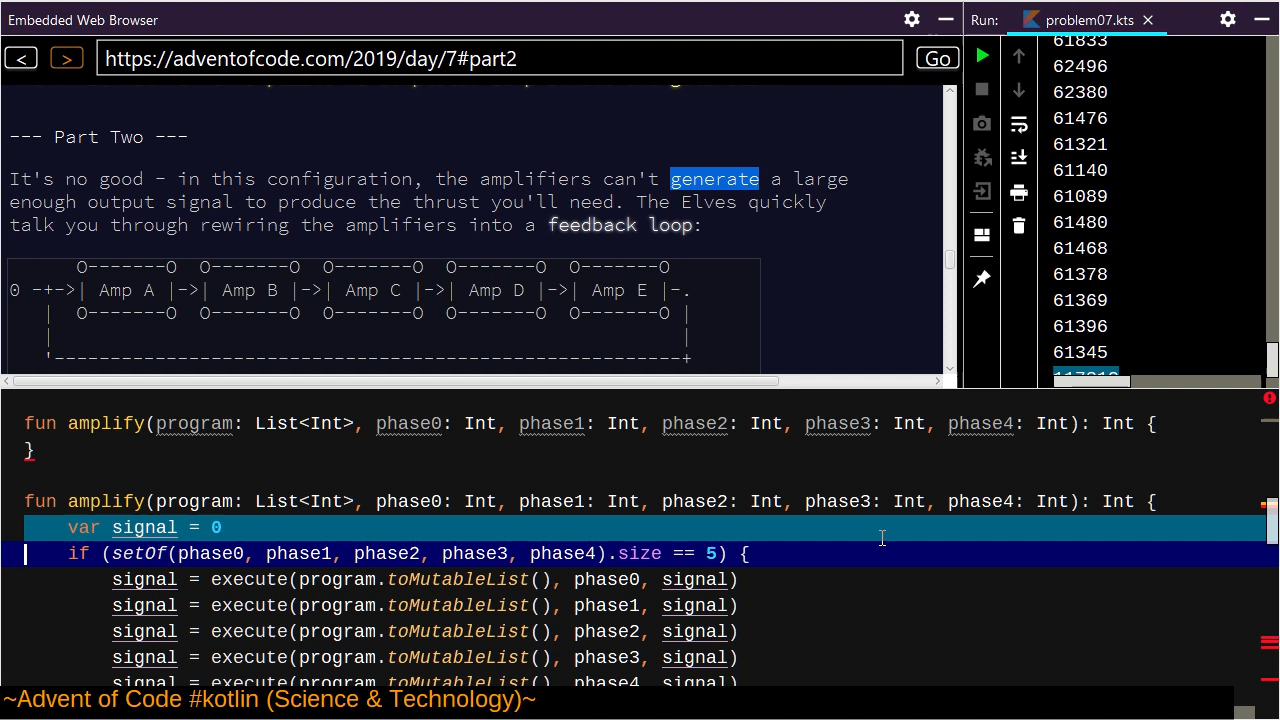 Embedded Web Browser
Run: problem07.kts
< > https://adventofcode.com/2019/day/7#part2 Go
--- Part Two ---
It's no good - in this configuration, the amplifiers can't generate a large
enough output signal to produce the thrust you'll need. The Elves quickly
talk you through rewiring the amplifiers into a feedback loop:
      O-------O  O-------O  O-------O  O-------O  O-------O
0 -+->| Amp A |->| Amp B |->| Amp C |->| Amp D |->| Amp E |-.
   |  O-------O  O-------O  O-------O  O-------O  O-------O |
   |                                                        |
   '--------------------------------------------------------+
61833
62496
62380
61476
61321
61140
61089
61480
61468
61378
61369
61396
61345
fun amplify(program: List<Int>, phase0: Int, phase1: Int, phase2: Int, phase3: Int, phase4: Int): Int {
}
fun amplify(program: List<Int>, phase0: Int, phase1: Int, phase2: Int, phase3: Int, phase4: Int): Int {
    var signal = 0
    if (setOf(phase0, phase1, phase2, phase3, phase4).size == 5) {
        signal = execute(program.toMutableList(), phase0, signal)
        signal = execute(program.toMutableList(), phase1, signal)
        signal = execute(program.toMutableList(), phase2, signal)
        signal = execute(program.toMutableList(), phase3, signal)
        signal = execute(program.toMutableList(), phase4, signal)
~Advent of Code #kotlin (Science & Technology)~